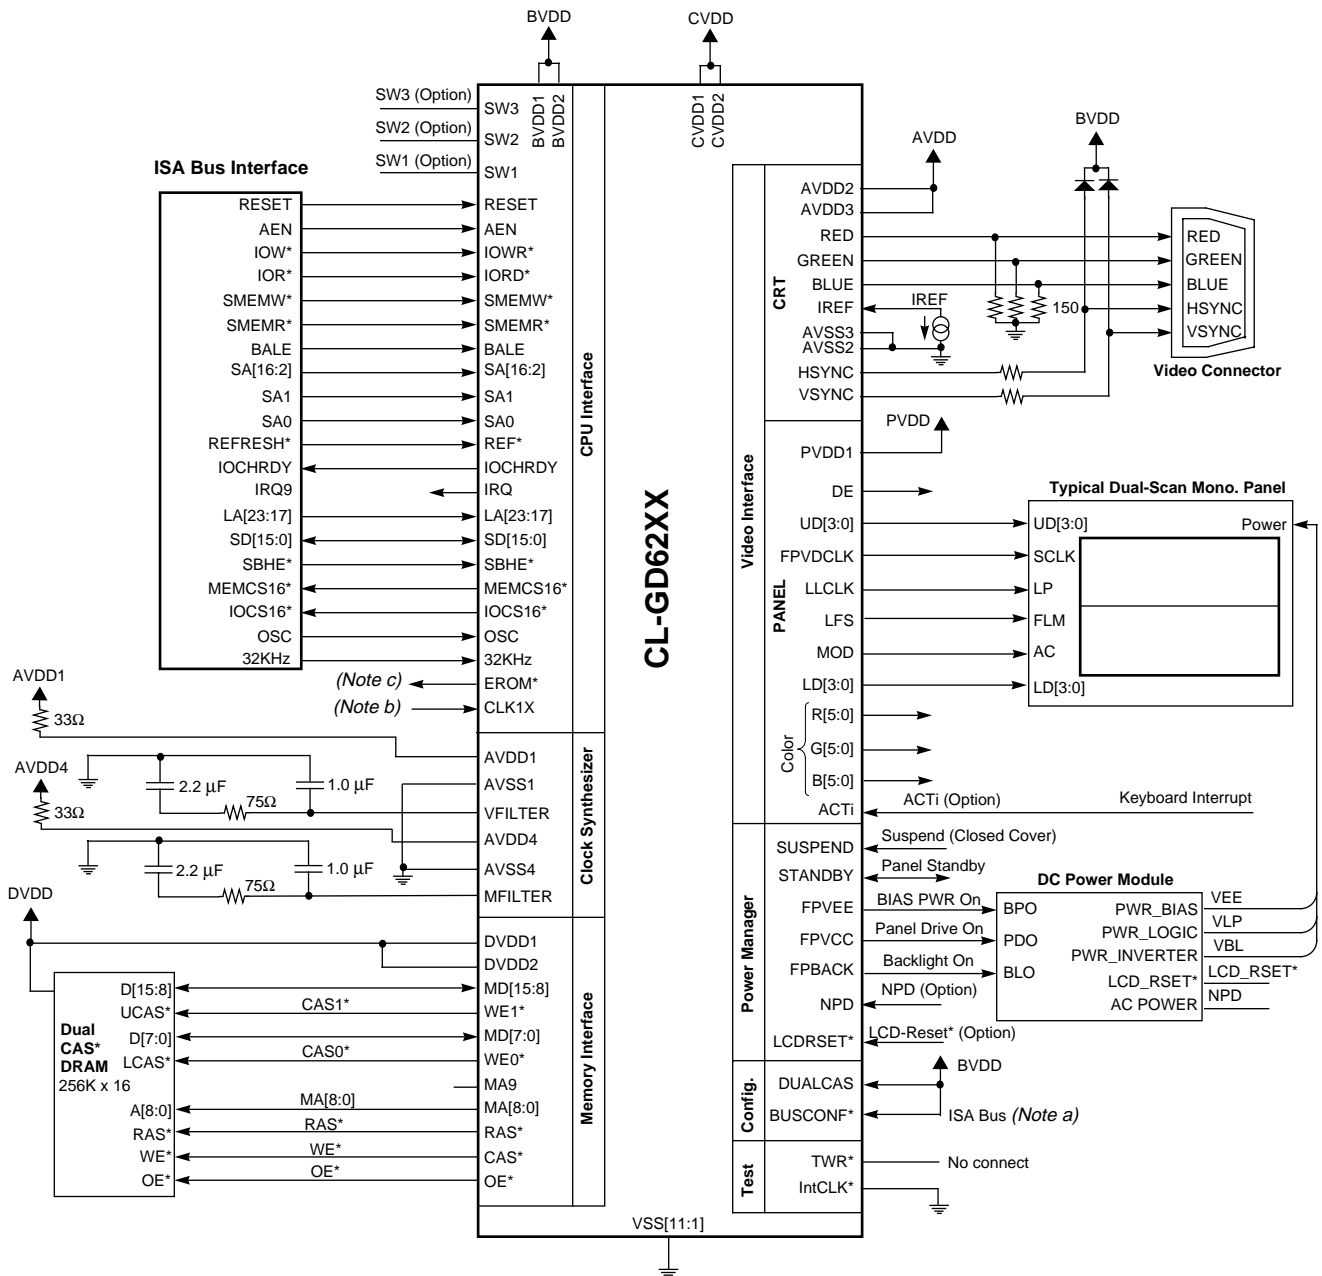 BVDD
CVDD
SW3 (Option)
SW3
BVDD1
BVDD2
CVDD1
CVDD2
SW2 (Option)
SW2
SW1 (Option)
SW1
ISA Bus Interface
RESET
RESET
AEN
AEN
IOW*
IOWR*
IOR*
IORD*
SMEMW*
SMEMW*
SMEMR*
SMEMR*
BALE
BALE
SA[16:2]
SA[16:2]
SA1
SA1
SA0
SA0
REFRESH*
REF*
IOCHRDY
IOCHRDY
IRQ9
IRQ
LA[23:17]
LA[23:17]
SD[15:0]
SD[15:0]
SBHE*
SBHE*
MEMCS16*
MEMCS16*
IOCS16*
IOCS16*
OSC
OSC
32KHz
32KHz
(Note c)
EROM*
(Note b)
CLK1X
CPU Interface
AVDD1
33Ω
AVDD1
AVSS1
2.2 µF
1.0 µF
75Ω
VFILTER
AVDD4
33Ω
AVDD4
AVSS4
2.2 µF
1.0 µF
75Ω
MFILTER
Clock Synthesizer
DVDD
DVDD1
DVDD2
D[15:8]
MD[15:8]
UCAS*
CAS1*
WE1*
Dual
CAS*
DRAM
256K x 16
D[7:0]
MD[7:0]
LCAS*
CAS0*
WE0*
MA9
A[8:0]
MA[8:0]
MA[8:0]
RAS*
RAS*
RAS*
WE*
WE*
CAS*
OE*
OE*
OE*
Memory Interface
CL-GD62XX
VSS[11:1]
Video Interface
CRT
AVDD
BVDD
AVDD2
AVDD3
RED
RED
GREEN
GREEN
BLUE
BLUE
IREF
IREF
150
HSYNC
AVSS3
VSYNC
AVSS2
HSYNC
VSYNC
Video Connector
PANEL
PVDD
PVDD1
DE
Typical Dual-Scan Mono. Panel
Power
UD[3:0]
UD[3:0]
FPVDCLK
SCLK
LLCLK
LP
LFS
FLM
MOD
AC
LD[3:0]
LD[3:0]
Color
R[5:0]
G[5:0]
B[5:0]
ACTi
ACTi (Option)
Keyboard Interrupt
Power Manager
SUSPEND
Suspend (Closed Cover)
STANDBY
Panel Standby
FPVEE
BIAS PWR On
FPVCC
Panel Drive On
FPBACK
Backlight On
NPD
NPD (Option)
LCDRSET*
LCD-Reset* (Option)
DC Power Module
BPO
PWR_BIAS
VEE
PDO
PWR_LOGIC
VLP
BLO
PWR_INVERTER
VBL
LCD_RSET*
LCD_RSET*
AC POWER
NPD
Config.
DUALCAS
BVDD
BUSCONF*
ISA Bus (Note a)
Test
TWR*
No connect
IntCLK*